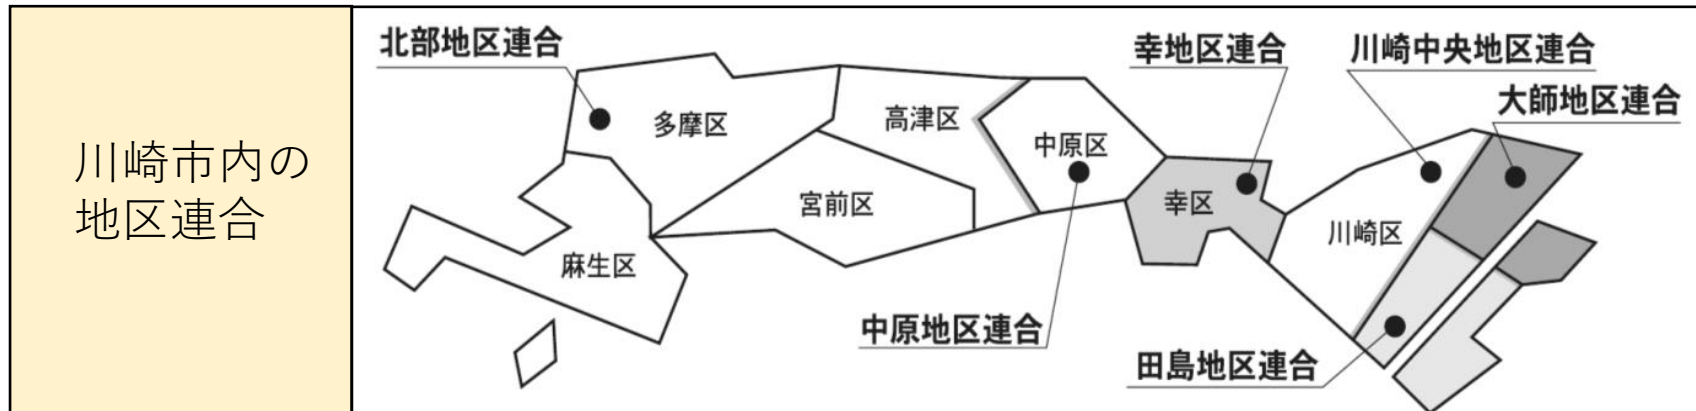 川崎市内の
地区連合
北部地区連合
幸地区連合
川崎中央地区連合
大師地区連合
多摩区
高津区
中原区
宮前区
幸区
川崎区
麻生区
中原地区連合
田島地区連合